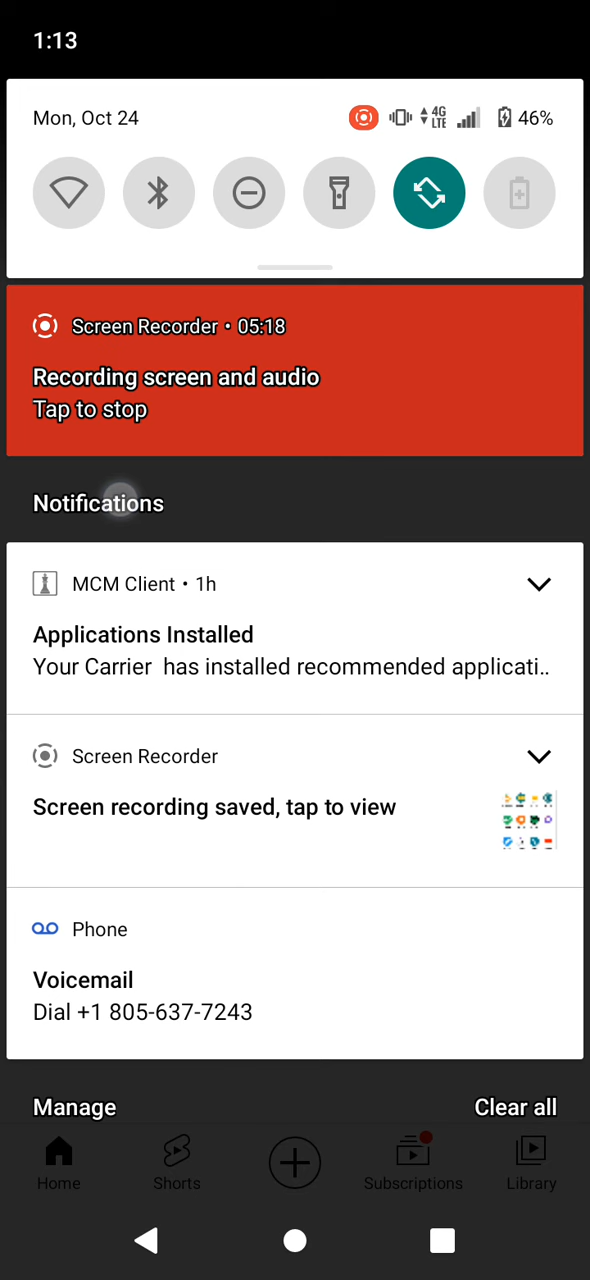 1:13
Mon, Oct 24
4G
LTE
46%
Screen Recorder • 05:18
Recording screen and audio
Tap to stop
Notifications
MCM Client • 1h
Applications Installed
Your Carrier  has installed recommended applicati..
Screen Recorder
Screen recording saved, tap to view
Phone
Voicemail
Dial +1 805-637-7243
Manage
Clear all
Home
Shorts
Subscriptions
Library